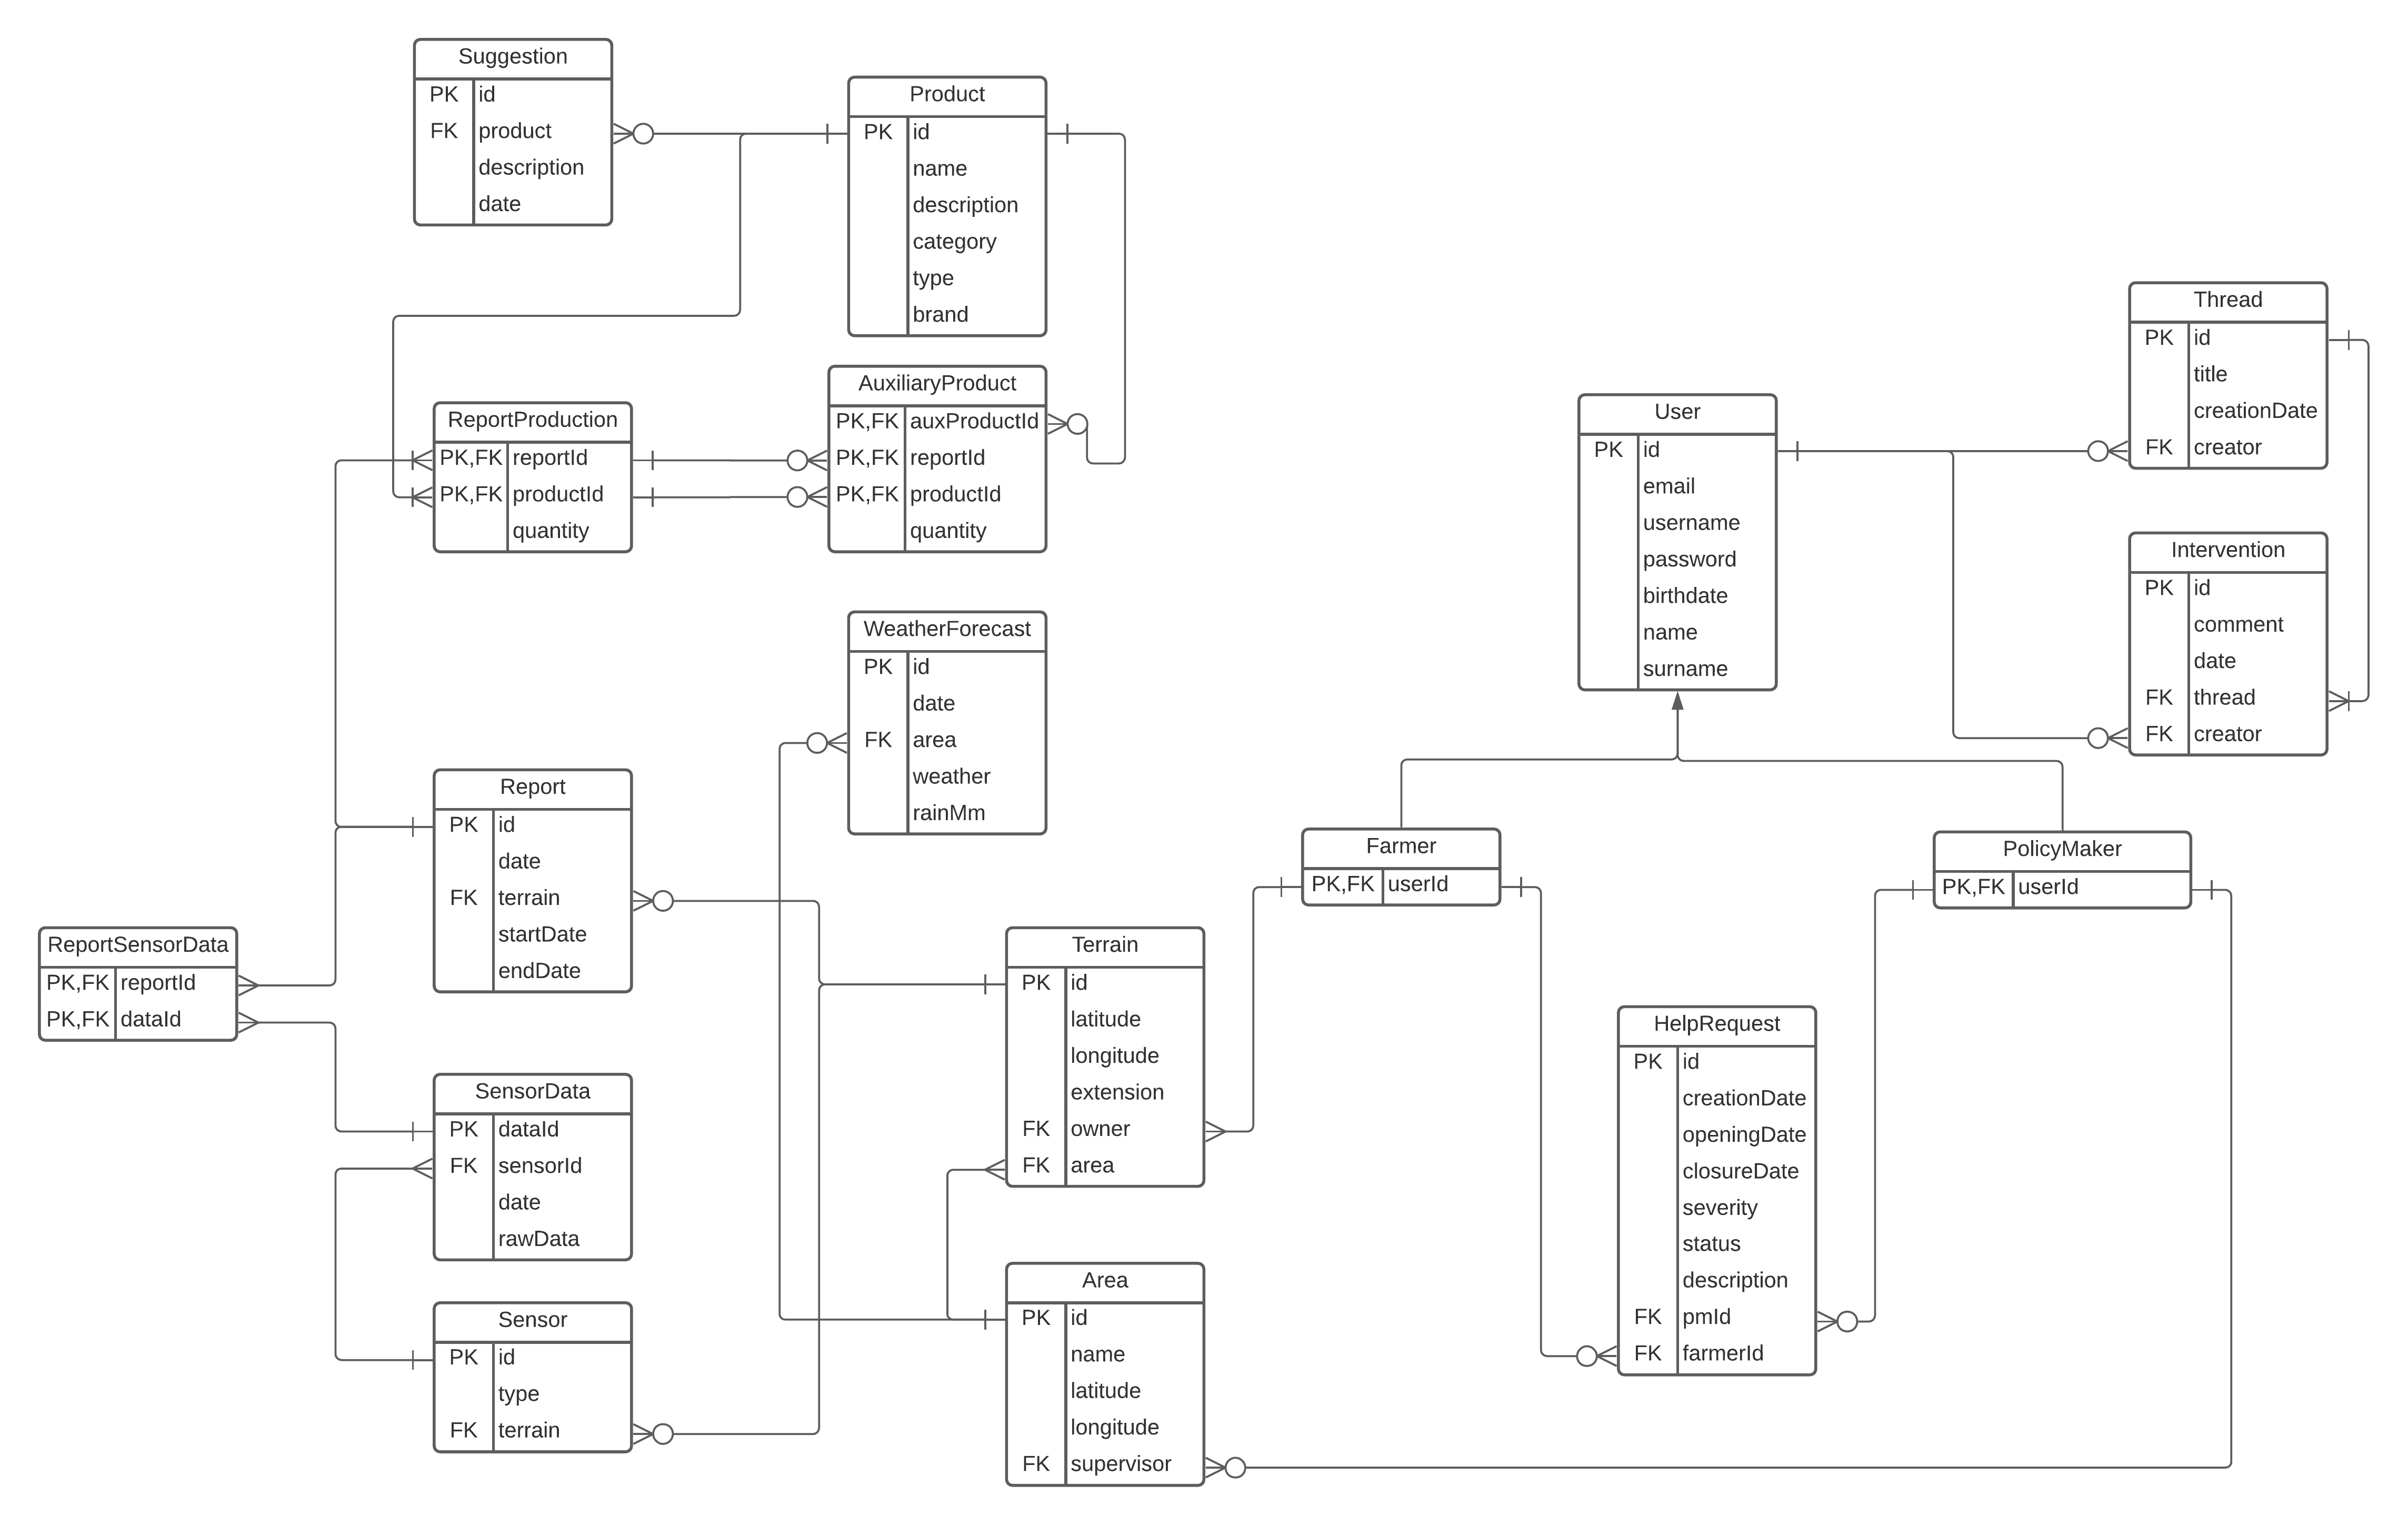 Suggestion
PK id
FK product
description
date
Product
PK id
name
description
category
type
brand
ReportProduction
PK,FK reportId
PK,FK productId
quantity
AuxiliaryProduct
PK,FK auxProductId
PK,FK reportId
PK,FK productId
quantity
WeatherForecast
PK id
date
FK area
weather
rainMm
Report
PK id
date
FK terrain
startDate
endDate
ReportSensorData
PK,FK reportId
PK,FK dataId
SensorData
PK dataId
FK sensorId
date
rawData
Sensor
PK id
type
FK terrain
Terrain
PK id
latitude
longitude
extension
FK owner
FK area
Area
PK id
name
latitude
longitude
FK supervisor
User
PK id
email
username
password
birthdate
name
surname
Thread
PK id
title
creationDate
FK creator
Intervention
PK id
comment
date
FK thread
FK creator
Farmer
PK,FK userId
PolicyMaker
PK,FK userId
HelpRequest
PK id
creationDate
openingDate
closureDate
severity
status
description
FK pmId
FK farmerId